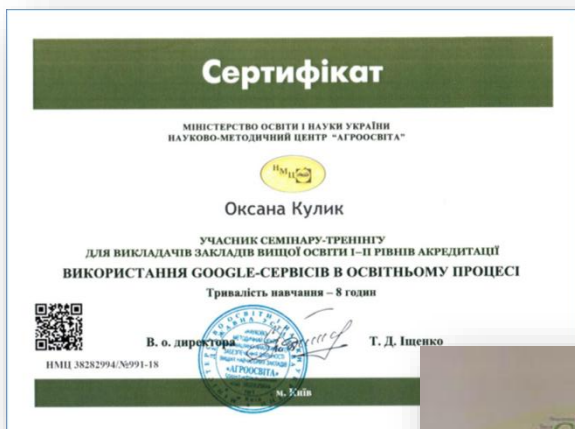 Сертифікат
МІНІСТЕРСТВО ОСВІТИ І НАУКИ УКРАЇНИ
НАУКОВО-МЕТОДИЧНИЙ ЦЕНТР "АГРООСВІТА"
НМЦ
Оксана Кулик
УЧАСНИК СЕМІНАРУ-ТРЕНІНГУ
ДЛЯ ВИКЛАДАЧІВ ЗАКЛАДІВ ВИЩОЇ ОСВІТИ І–ІІ РІВНІВ АКРЕДИТАЦІЇ
ВИКОРИСТАННЯ GOOGLE-СЕРВІСІВ В ОСВІТНЬОМУ ПРОЦЕСІ
Тривалість навчання – 8 годин
В. о. директора Т. Д. Іщенко
"АГРООСВІТА"
НМЦ 38282994/№991-18
м. Київ